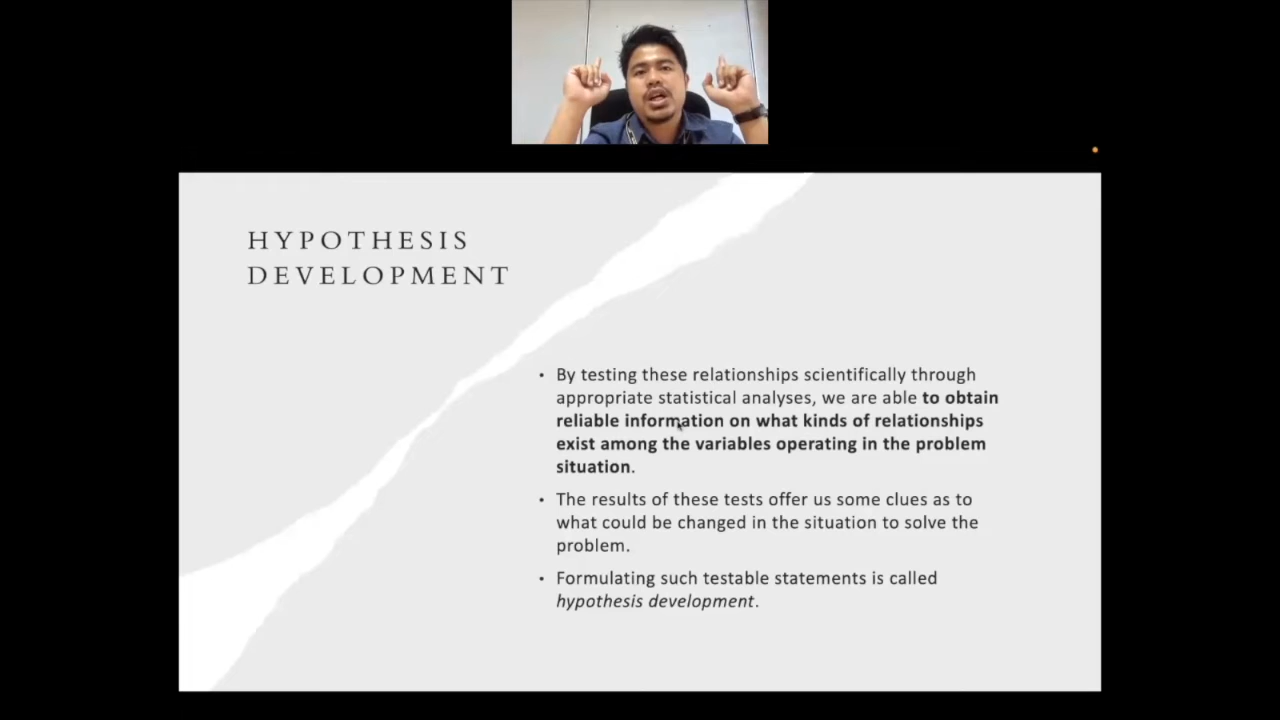 HYPOTHESIS
DEVELOPMENT
• By testing these relationships scientifically through
appropriate statistical analyses, we are able to obtain
reliable information on what kinds of relationships
exist among the variables operating in the problem
situation.
• The results of these tests offer us some clues as to
what could be changed in the situation to solve the
problem.
• Formulating such testable statements is called
hypothesis development.